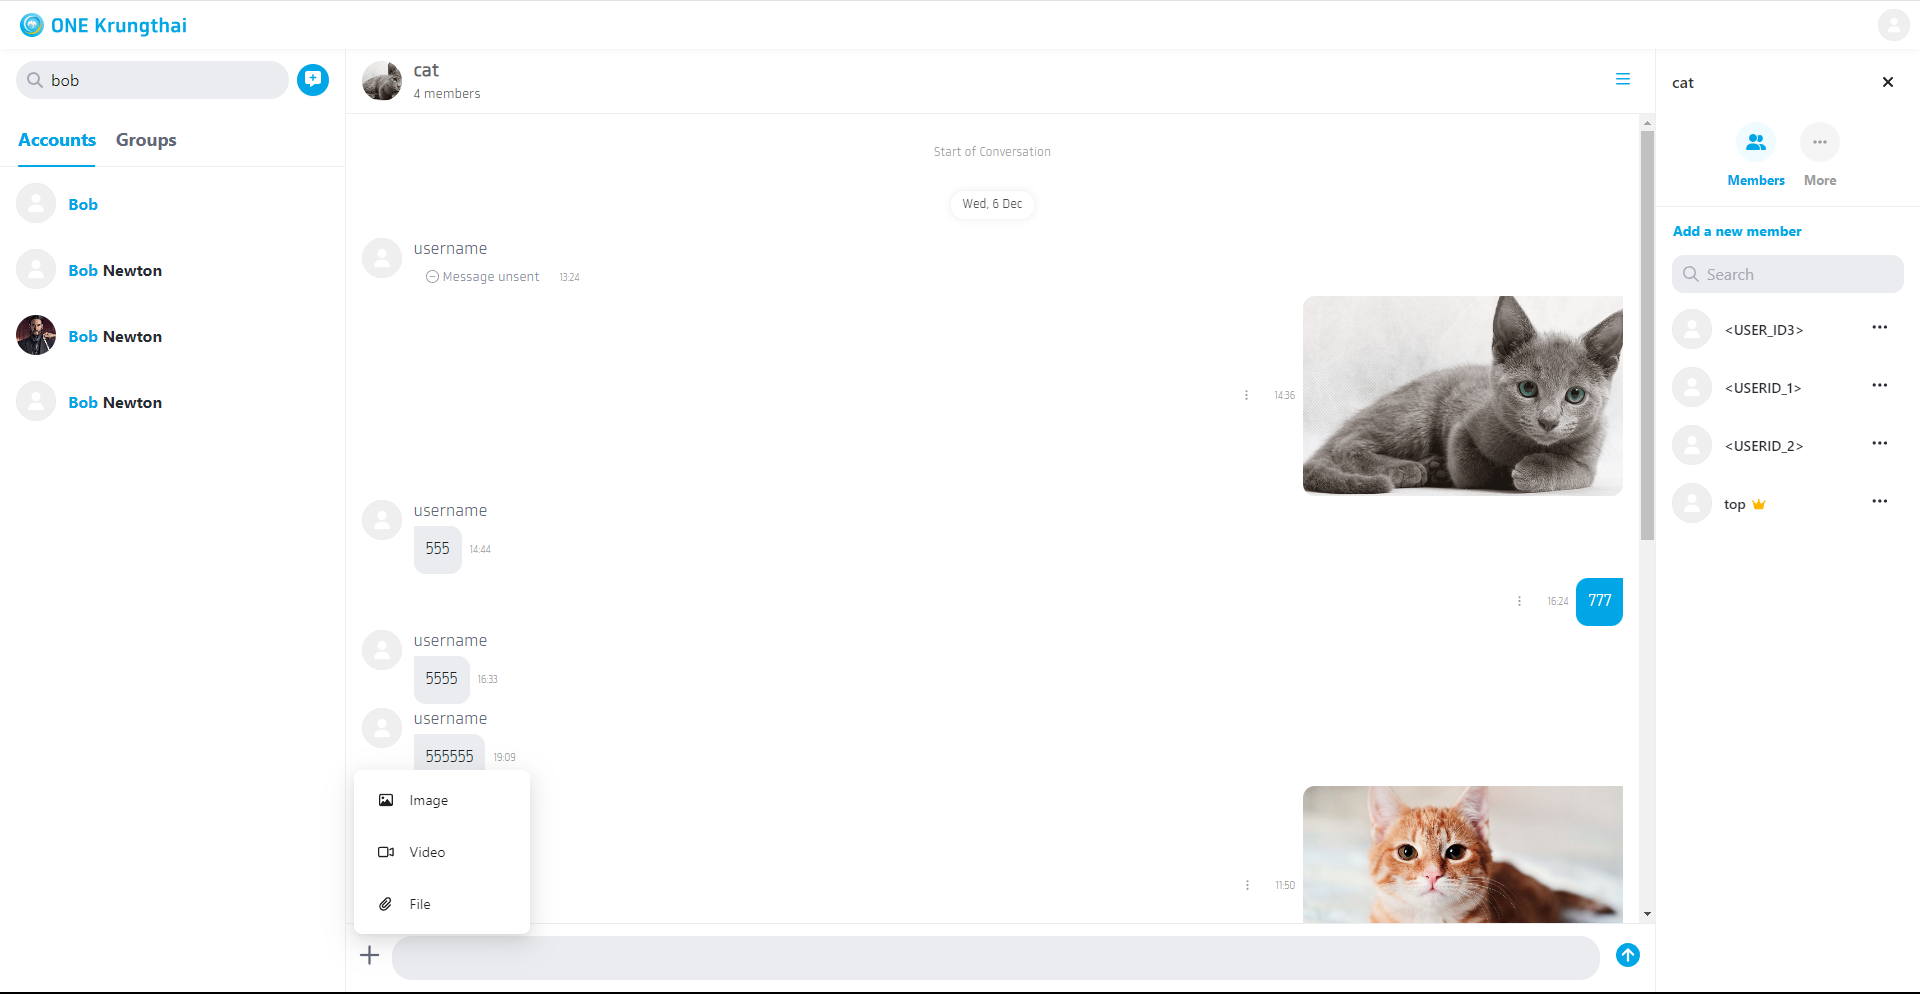 ONE Krungthai
bob
Accounts Groups
Bob
Bob Newton
Bob Newton
Bob Newton
cat
4 members
Start of Conversation
Wed, 6 Dec
username
Message unsent 13:24
14:36
username
555 14:44
16:24 777
username
5555 16:33
username
555555 19:09
11:50
Image
Video
File
cat
Members More
Add a new member
Search
<USER_ID3>
<USERID_1>
<USERID_2>
top